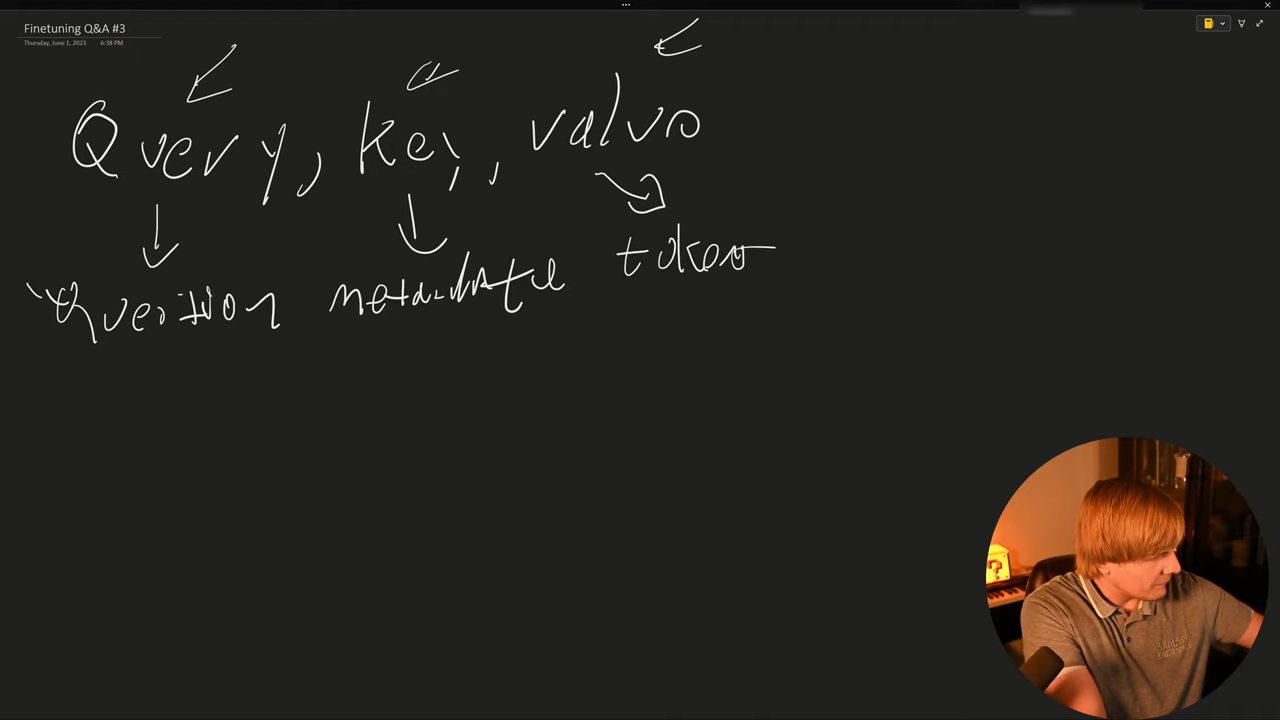 Finetuning Q&A #3
Thursday, June 1, 2023 6:38 PM
Query, key, value
Question metadata token